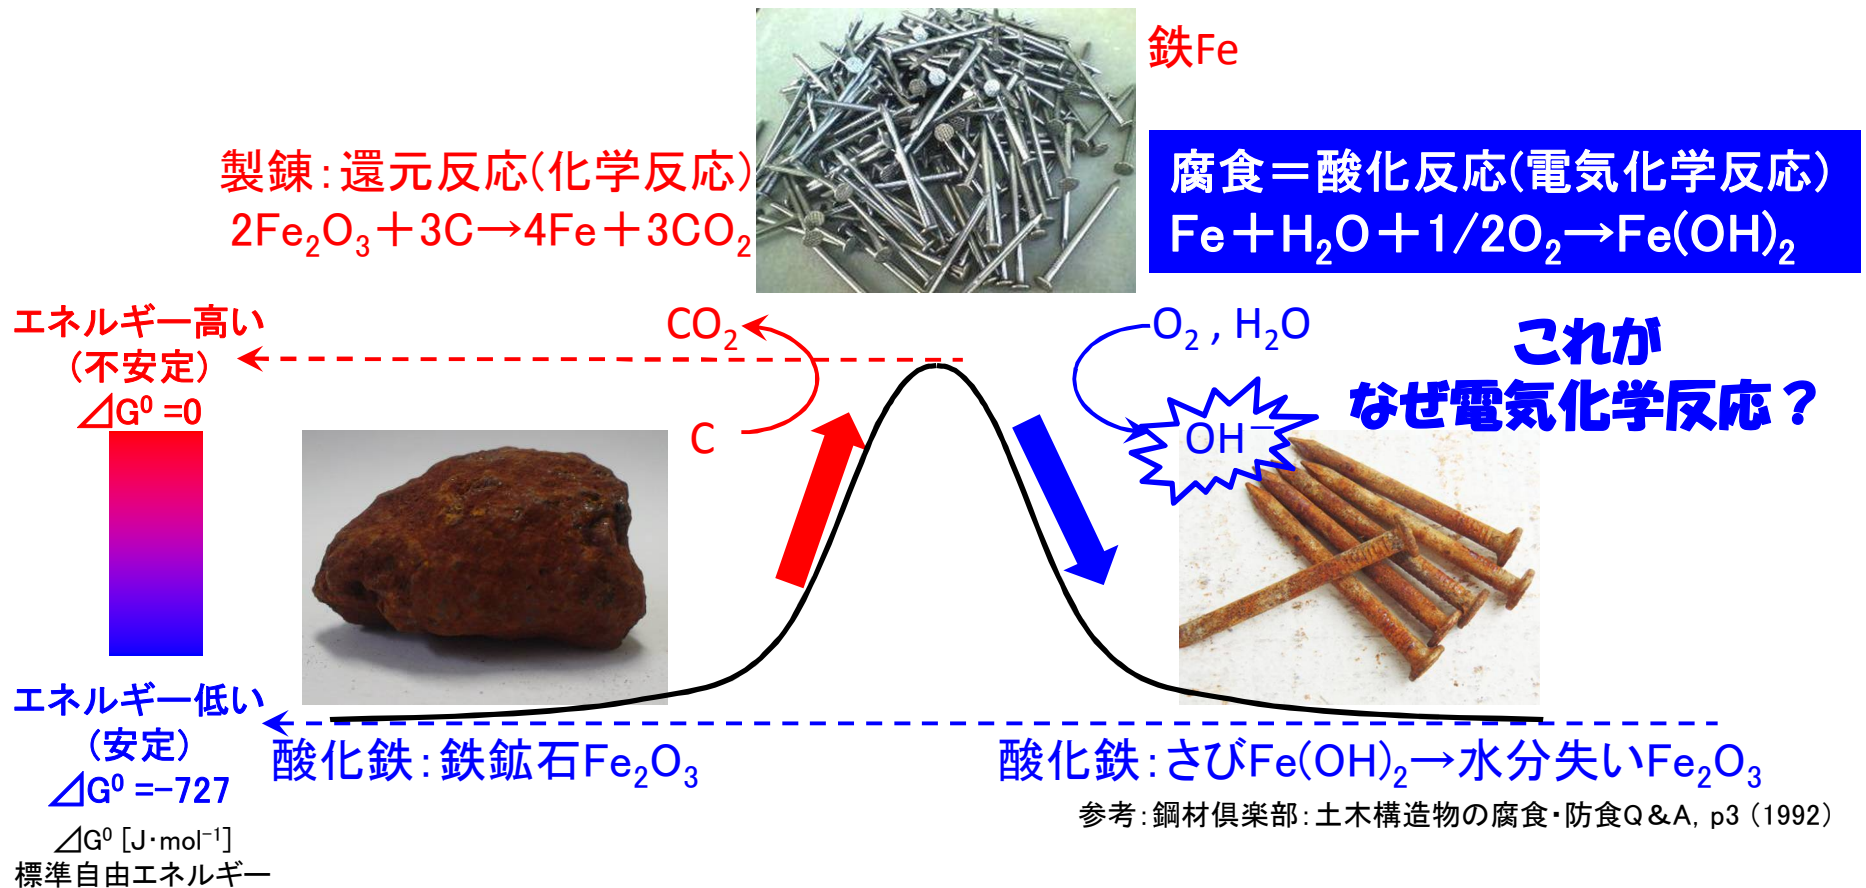 鉄Fe
製錬：還元反応(化学反応)
2Fe₂O₃＋3C→4Fe＋3CO₂
腐食＝酸化反応(電気化学反応)
Fe＋H₂O＋1/2O₂→Fe(OH)₂
エネルギー高い
(不安定)
⊿G⁰ =0
CO₂
C
O₂ , H₂O
OH⁻
これが
なぜ電気化学反応？
エネルギー低い
(安定)
⊿G⁰ =-727
⊿G⁰ [J･mol⁻¹]
標準自由エネルギー
酸化鉄：鉄鉱石Fe₂O₃
酸化鉄：さびFe(OH)₂→水分失いFe₂O₃
参考：鋼材倶楽部：土木構造物の腐食・防食Q＆A, p3 (1992)